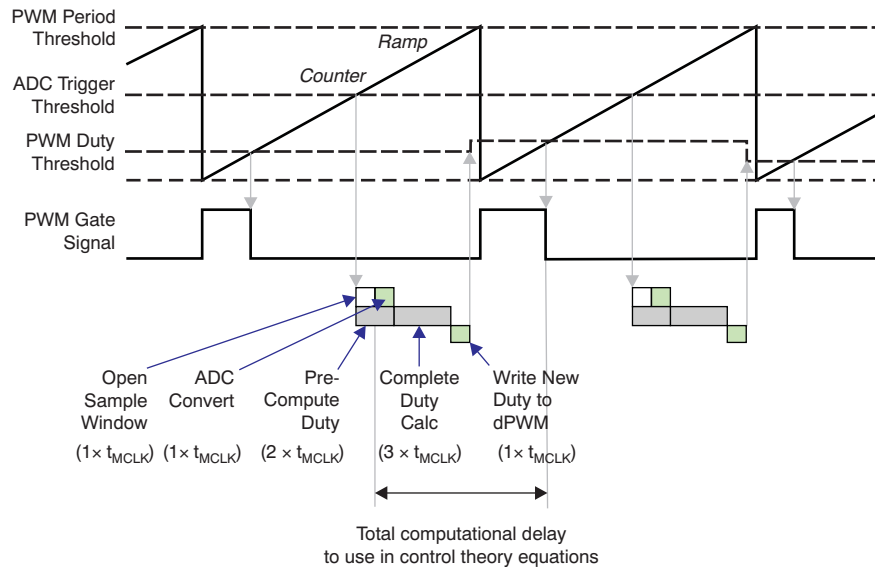 PWM Period
Threshold
Ramp
Counter
ADC Trigger
Threshold
PWM Duty
Threshold
PWM Gate
Signal
Open
Sample
Window
(1× tMCLK)
ADC
Convert
(1× tMCLK)
Pre-
Compute
Duty
(2 × tMCLK)
Complete
Duty
Calc
(3 × tMCLK)
Write New
Duty to
dPWM
(1× tMCLK)
Total computational delay
to use in control theory equations